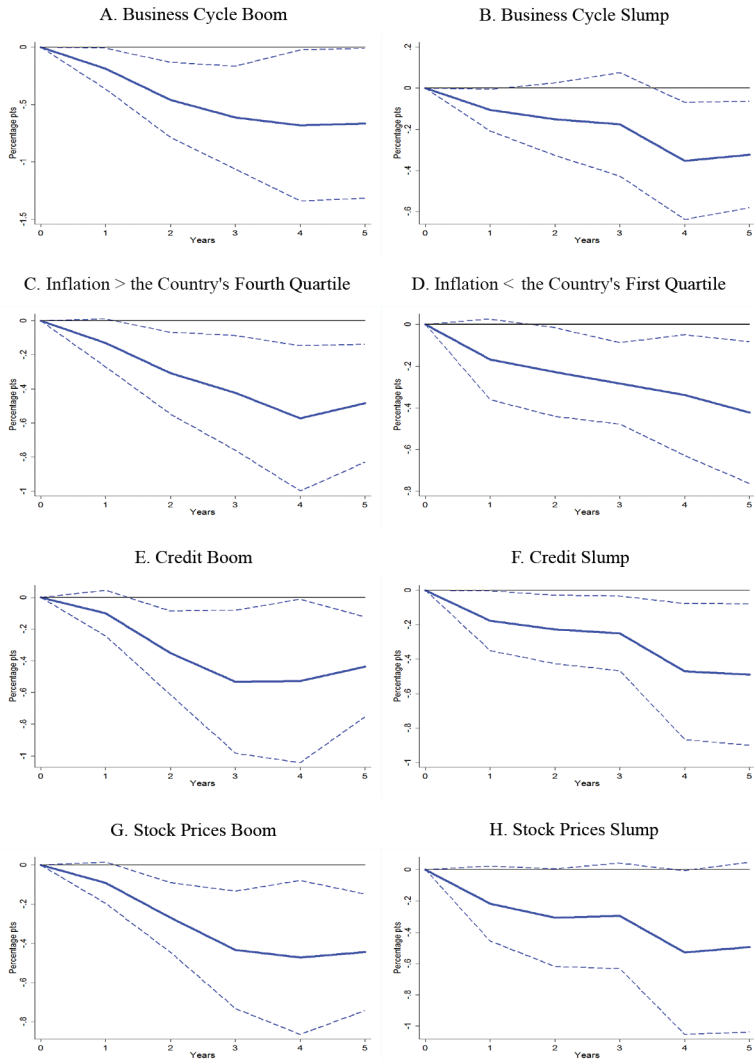 A. Business Cycle Boom
B. Business Cycle Slump
Percentage pts
0
-.5
-1
-1.5
0 1 2 3 4 5
Years
Percentage pts
.2
0
-.2
-.4
-.6
0 1 2 3 4 5
Years
C. Inflation > the Country's Fourth Quartile
D. Inflation < the Country's First Quartile
Percentage pts
0
-.2
-.4
-.6
-.8
-1
0 1 2 3 4 5
Years
Percentage pts
0
-.2
-.4
-.6
-.8
0 1 2 3 4 5
Years
E. Credit Boom
F. Credit Slump
Percentage pts
0
-.2
-.4
-.6
-.8
-1
0 1 2 3 4 5
Years
Percentage pts
0
-.2
-.4
-.6
-.8
-1
0 1 2 3 4 5
Years
G. Stock Prices Boom
H. Stock Prices Slump
Percentage pts
0
-.2
-.4
-.6
-.8
0 1 2 3 4 5
Years
Percentage pts
0
-.2
-.4
-.6
-.8
-1
0 1 2 3 4 5
Years